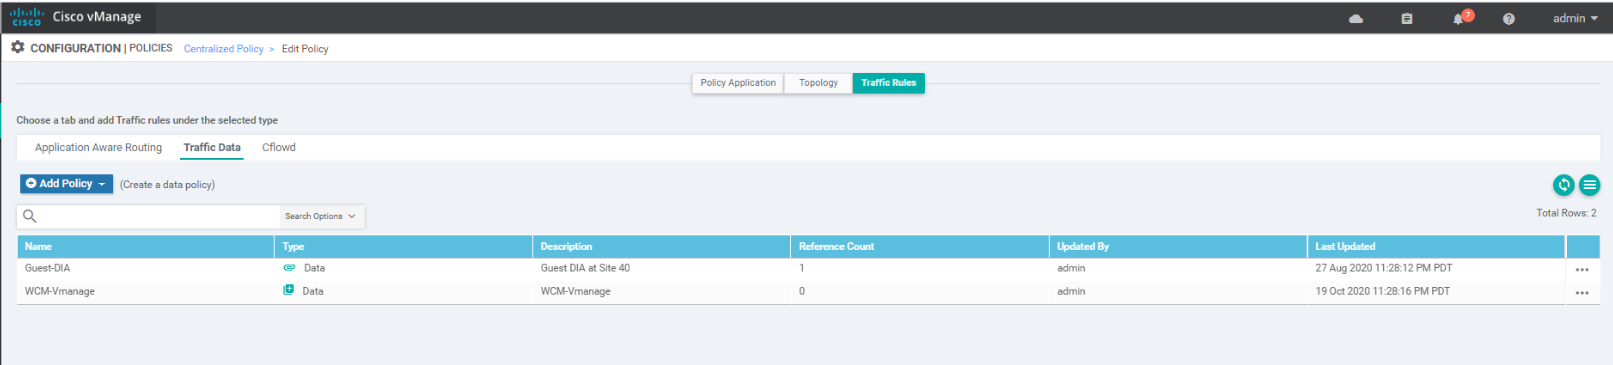 CISCO Cisco vManage 7 admin
CONFIGURATION | POLICIES Centralized Policy > Edit Policy
Policy Application Topology Traffic Rules
Choose a tab and add Traffic rules under the selected type
Application Aware Routing Traffic Data Cflowd
Add Policy (Create a data policy)
Search Options Total Rows: 2
Name Type Description Reference Count Updated By Last Updated
Guest-DIA Data Guest DIA at Site 40 1 admin 27 Aug 2020 11:28:12 PM PDT
WCM-Vmanage Data WCM-Vmanage 0 admin 19 Oct 2020 11:28:16 PM PDT